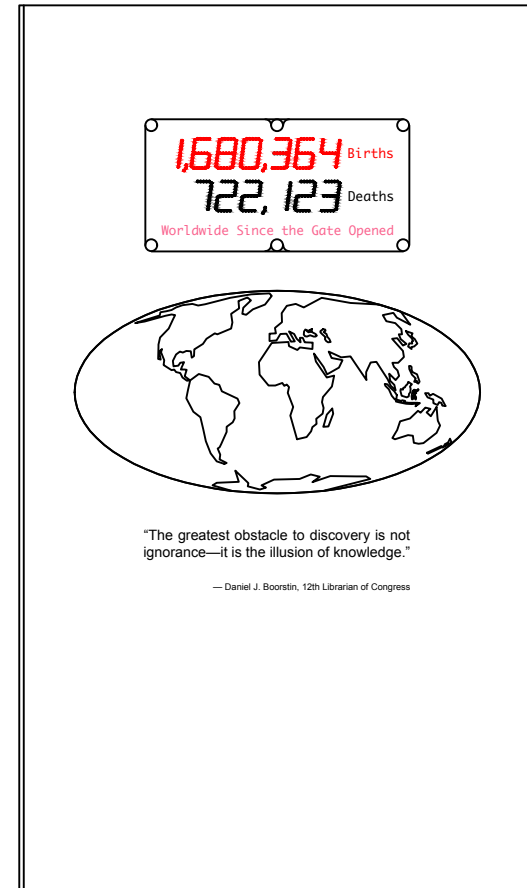 1,680,364 Births
722,123 Deaths
Worldwide Since the Gate Opened
“The greatest obstacle to discovery is not
ignorance—it is the illusion of knowledge.”
— Daniel J. Boorstin, 12th Librarian of Congress